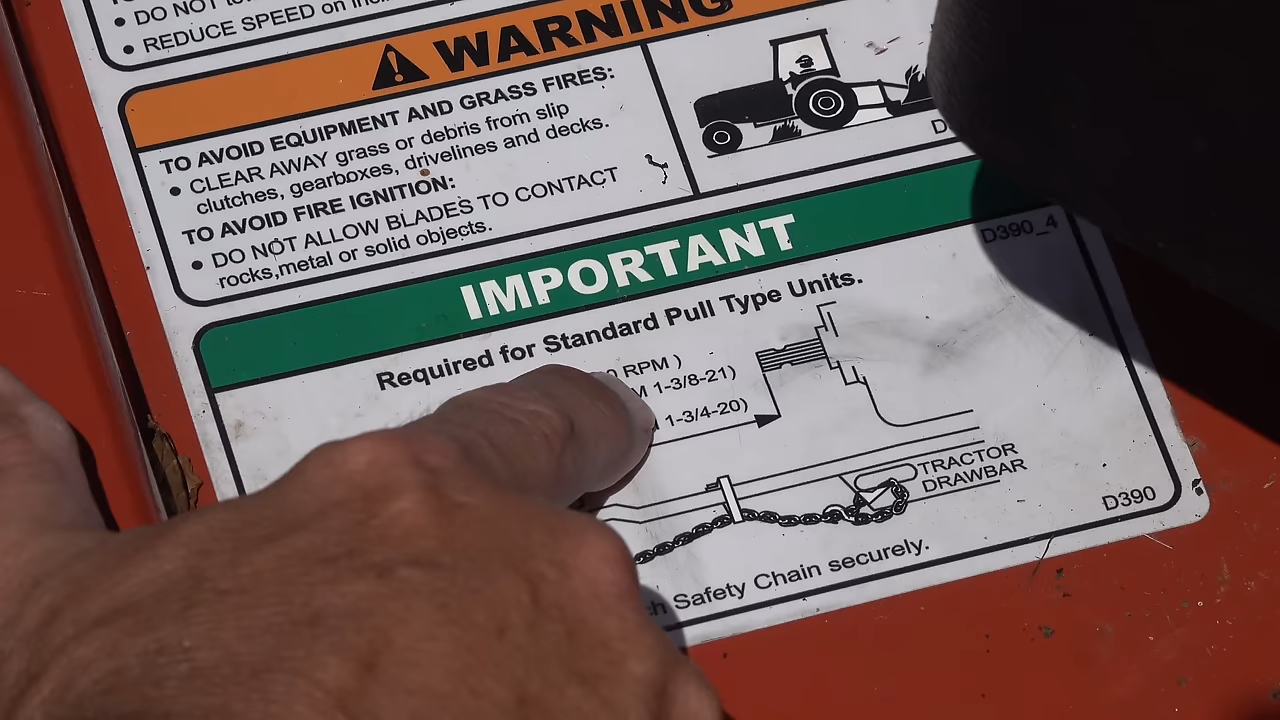 • DO NOT
• REDUCE SPEED on
WARNING
TO AVOID EQUIPMENT AND GRASS FIRES:
• CLEAR AWAY grass or debris from slip
clutches, gearboxes, drivelines and decks.
TO AVOID FIRE IGNITION:
• DO NOT ALLOW BLADES TO CONTACT
rocks,metal or solid objects.
D
IMPORTANT
D390_4
Required for Standard Pull Type Units.
RPM )
1-3/8-21)
1-3/4-20)
TRACTOR
DRAWBAR
D390
Safety Chain securely.